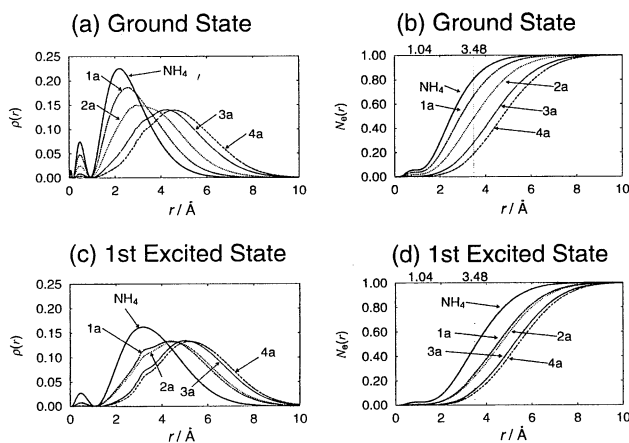 (a) Ground State
0.25
0.20
0.15
0.10
0.05
0.00
ρ(r)
1a
NH₄
2a
3a
4a
0 2 4 6 8 10
r / Å
(b) Ground State
1.04 3.48
1.00
0.80
0.60
0.40
0.20
0.00
Nₑ(r)
NH₄
1a
2a
3a
4a
0 2 4 6 8 10
r / Å
(c) 1st Excited State
0.25
0.20
0.15
0.10
0.05
0.00
ρ(r)
NH₄
1a
2a
3a
4a
0 2 4 6 8 10
r / Å
(d) 1st Excited State
1.04 3.48
1.00
0.80
0.60
0.40
0.20
0.00
Nₑ(r)
NH₄
1a
2a
3a
4a
0 2 4 6 8 10
r / Å